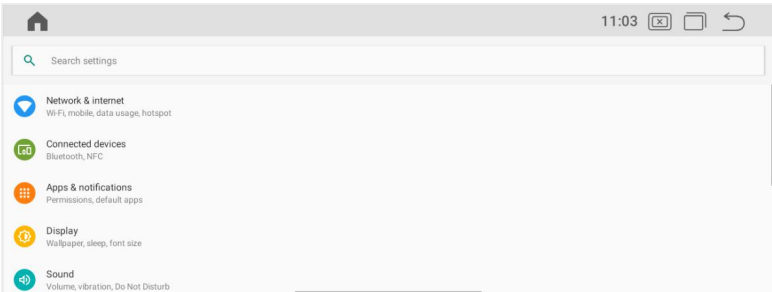 11:03
Search settings
Network & internet
Wi-Fi, mobile, data usage, hotspot
Connected devices
Bluetooth, NFC
Apps & notifications
Permissions, default apps
Display
Wallpaper, sleep, font size
Sound
Volume, vibration, Do Not Disturb